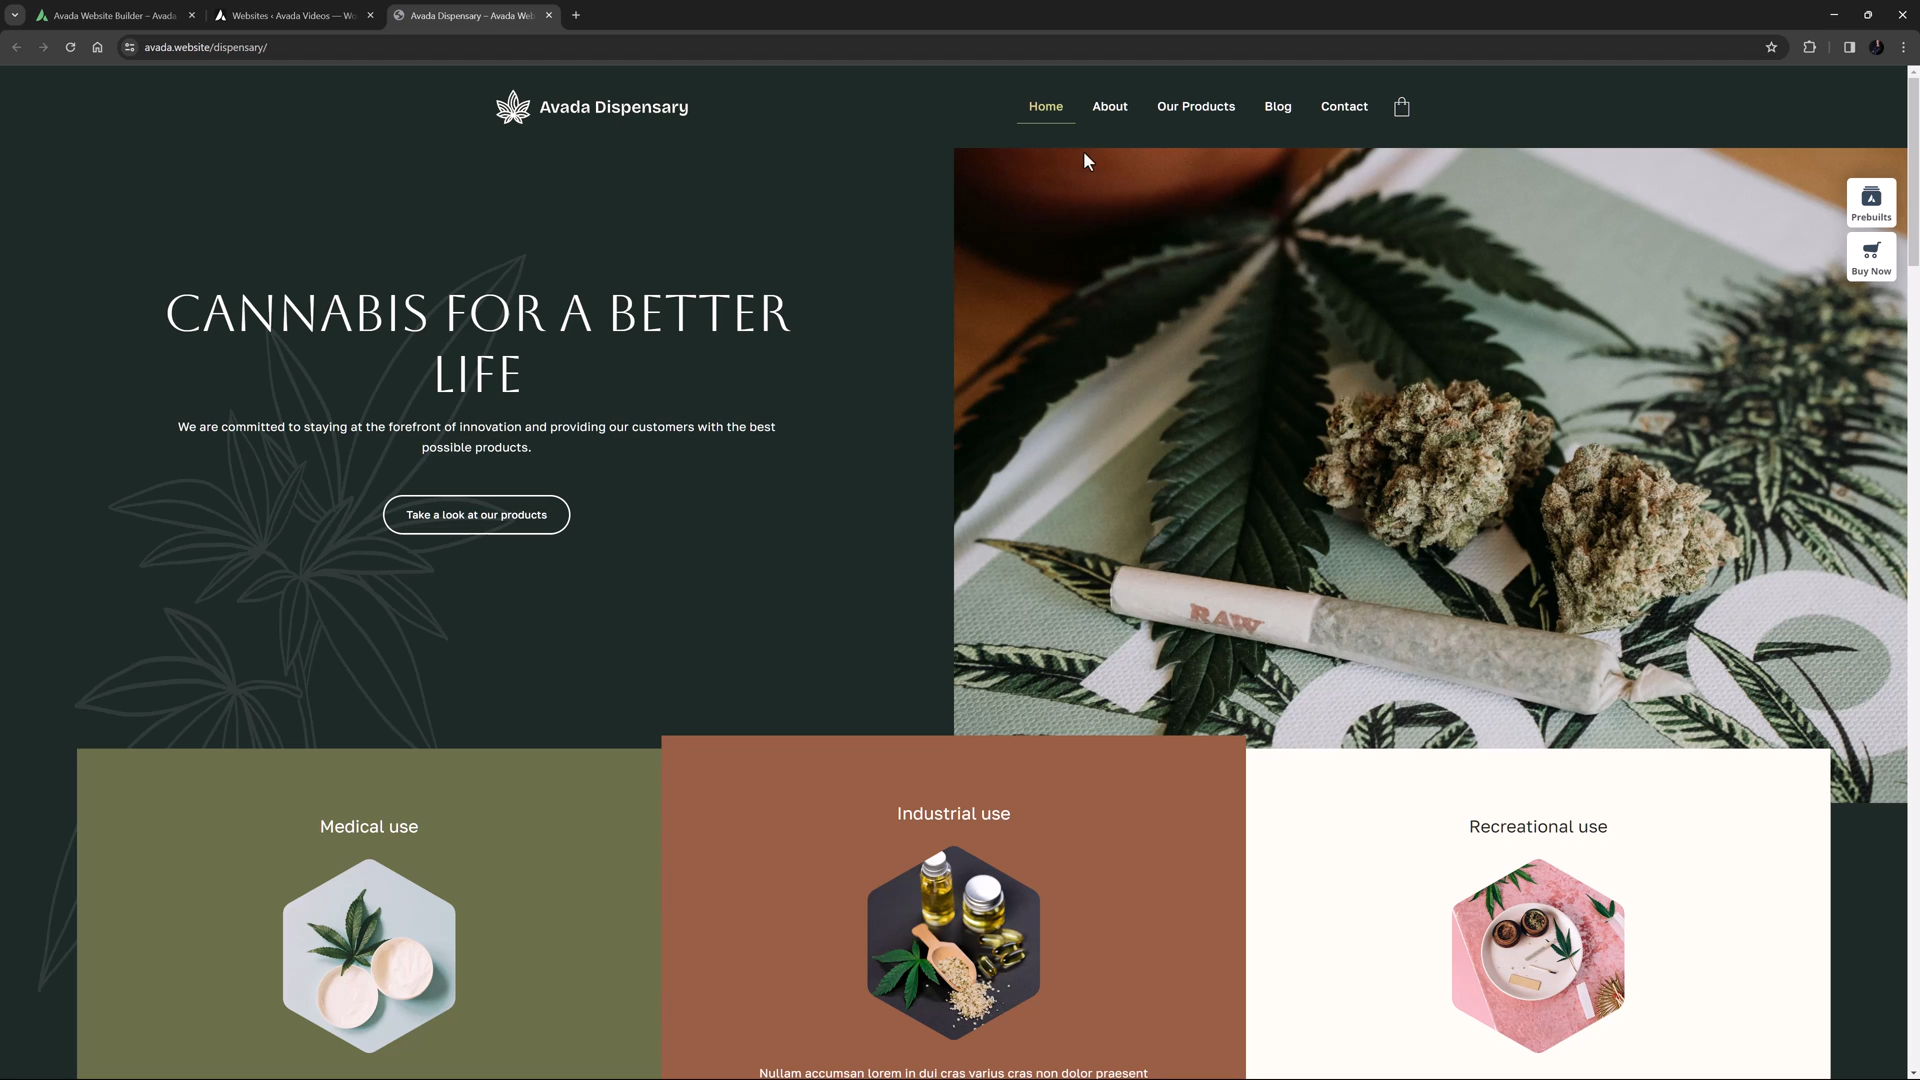 Avada Website Builder – Avada
Websites ‹ Avada Videos — Wo
Avada Dispensary – Avada Web
avada.website/dispensary/
Avada Dispensary
Home
About
Our Products
Blog
Contact
Prebuilts
Buy Now
CANNABIS FOR A BETTER
LIFE
We are committed to staying at the forefront of innovation and providing our customers with the best
possible products.
Take a look at our products
RAW
Medical use
Industrial use
Recreational use
Nullam accumsan lorem in dui cras varius cras non dolor praesent